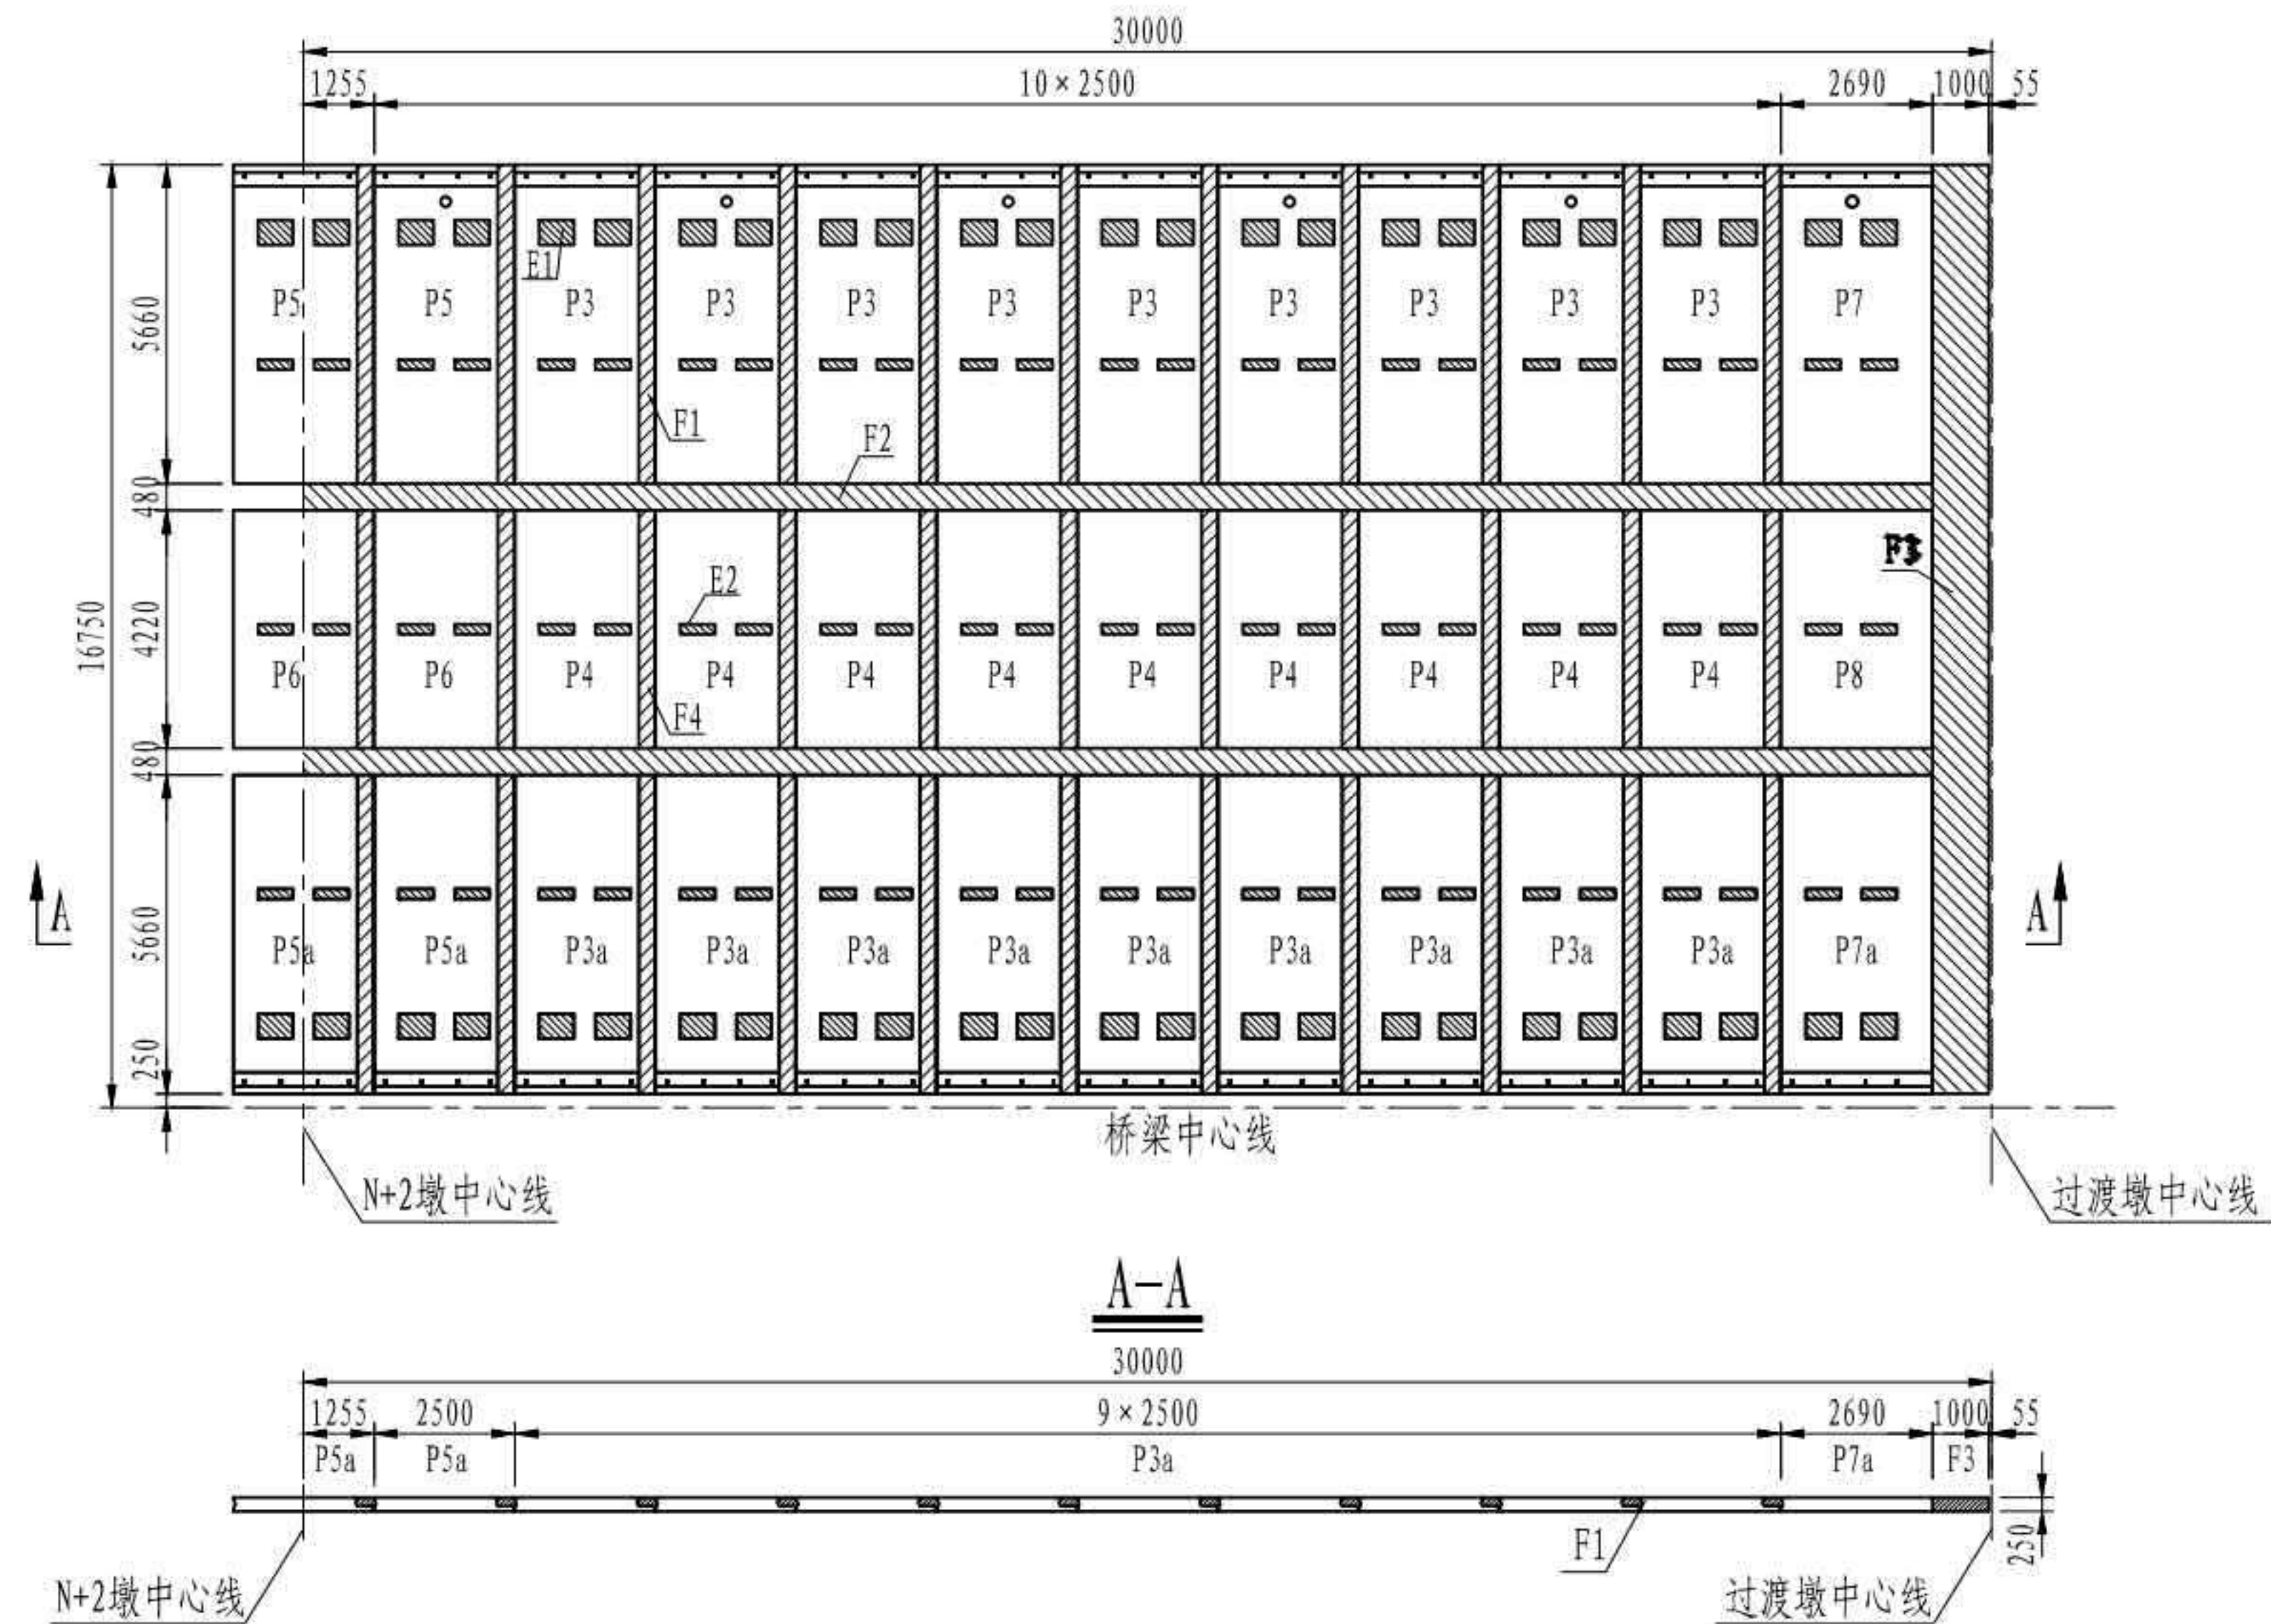 30000
1255 10×2500 2690 1000 55
E1
P5 P5 P3 P3 P3 P3 P3 P3 P3 P3 P3 P7
5660
F1 F2
480
F3
E2
4220
16750
P6 P6 P4 P4 P4 P4 P4 P4 P4 P4 P4 P8
F4
480
A A
5660
P5a P5a P3a P3a P3a P3a P3a P3a P3a P3a P3a P7a
250
桥梁中心线
N+2墩中心线 过渡墩中心线
A-A
30000
1255 2500 9×2500 2690 1000 55
P5a P5a P3a P7a F3
F1 250
N+2墩中心线 过渡墩中心线